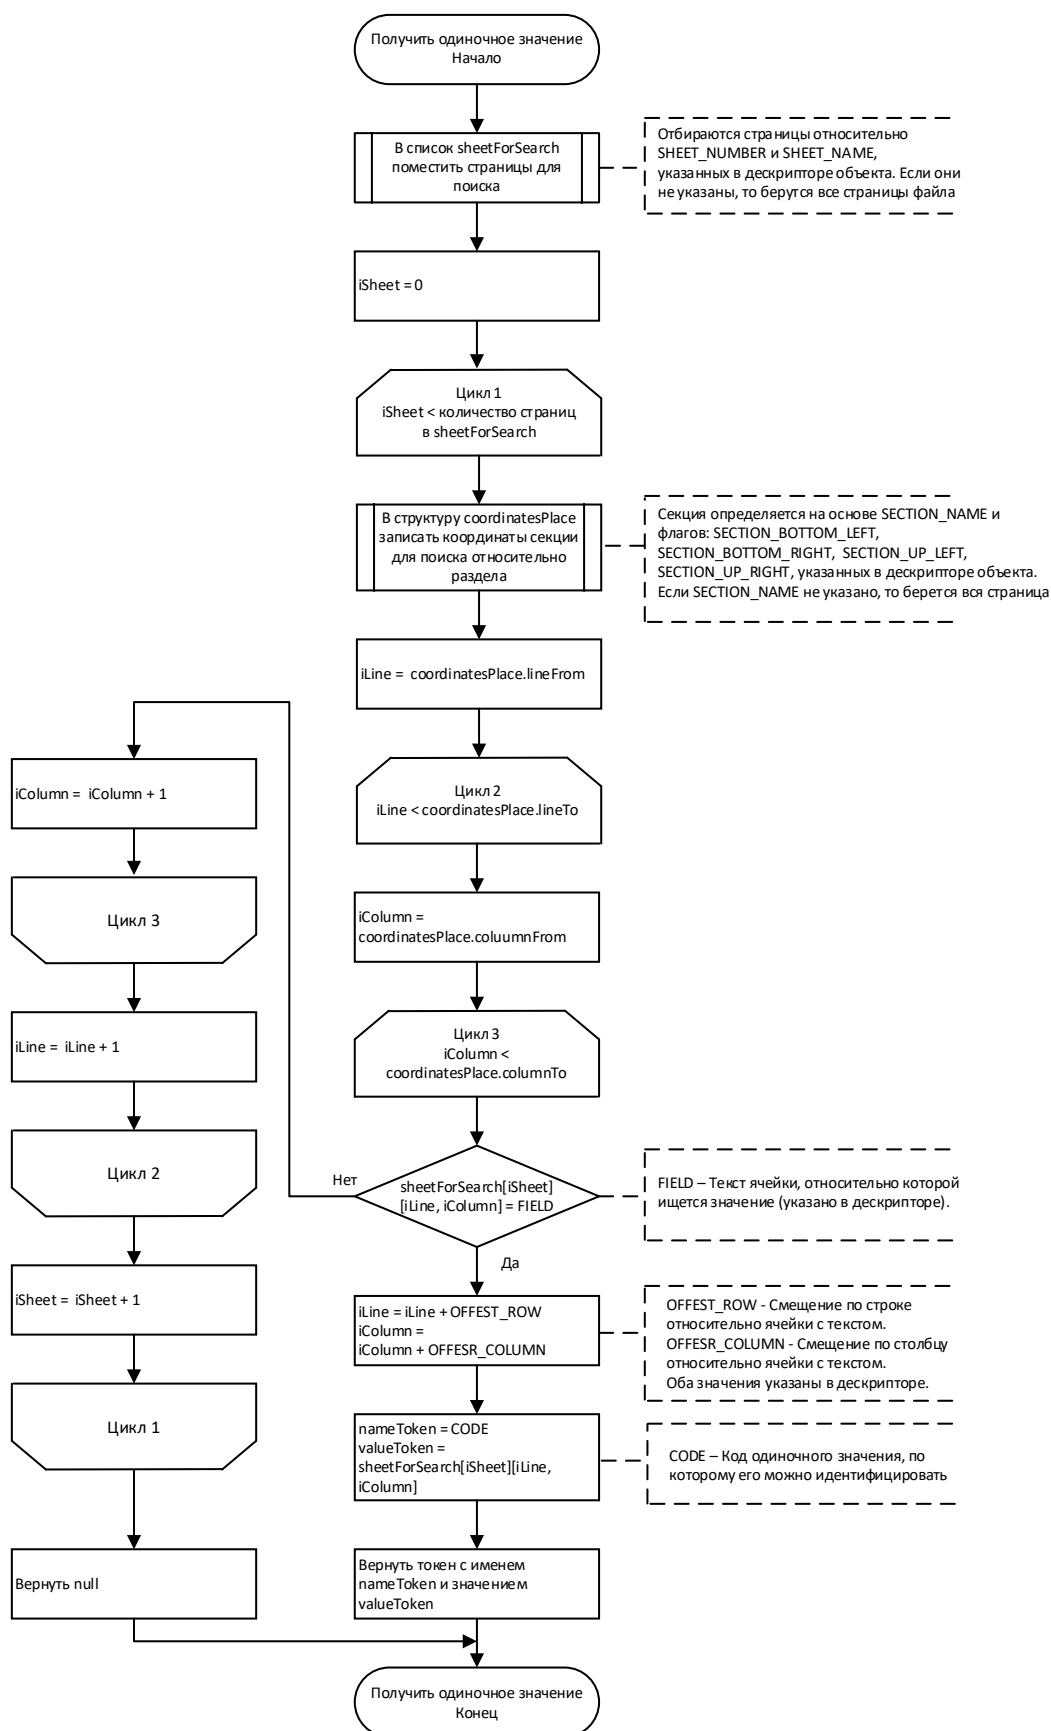 Получить одиночное значение
Начало
В список sheetForSearch
поместить страницы для
поиска
Отбираются страницы относительно
SHEET_NUMBER и SHEET_NAME,
указанных в дескрипторе объекта. Если они
не указаны, то берутся все страницы файла
iSheet = 0
Цикл 1
iSheet < количество страниц
в sheetForSearch
В структуру coordinatesPlace
записать координаты секции
для поиска относительно
раздела
Секция определяется на основе SECTION_NAME и
флагов: SECTION_BOTTOM_LEFT,
SECTION_BOTTOM_RIGHT, SECTION_UP_LEFT,
SECTION_UP_RIGHT, указанных в дескрипторе объекта.
Если SECTION_NAME не указано, то берется вся страница
iLine = coordinatesPlace.lineFrom
Цикл 2
iLine < coordinatesPlace.lineTo
iColumn =
coordinatesPlace.coluumnFrom
Цикл 3
iColumn <
coordinatesPlace.columnTo
sheetForSearch[iSheet]
[iLine, iColumn] = FIELD
Нет
Да
FIELD – Текст ячейки, относительно которой
ищется значение (указано в дескрипторе).
iLine = iLine + OFFEST_ROW
iColumn =
iColumn + OFFESR_COLUMN
OFFEST_ROW - Смещение по строке
относительно ячейки с текстом.
OFFESR_COLUMN - Смещение по столбцу
относительно ячейки с текстом.
Оба значения указаны в дескрипторе.
nameToken = CODE
valueToken =
sheetForSearch[iSheet][iLine,
iColumn]
CODE – Код одиночного значения, по
которому его можно идентифицировать
Вернуть токен с именем
nameToken и значением
valueToken
iColumn = iColumn + 1
Цикл 3
iLine = iLine + 1
Цикл 2
iSheet = iSheet + 1
Цикл 1
Вернуть null
Получить одиночное значение
Конец